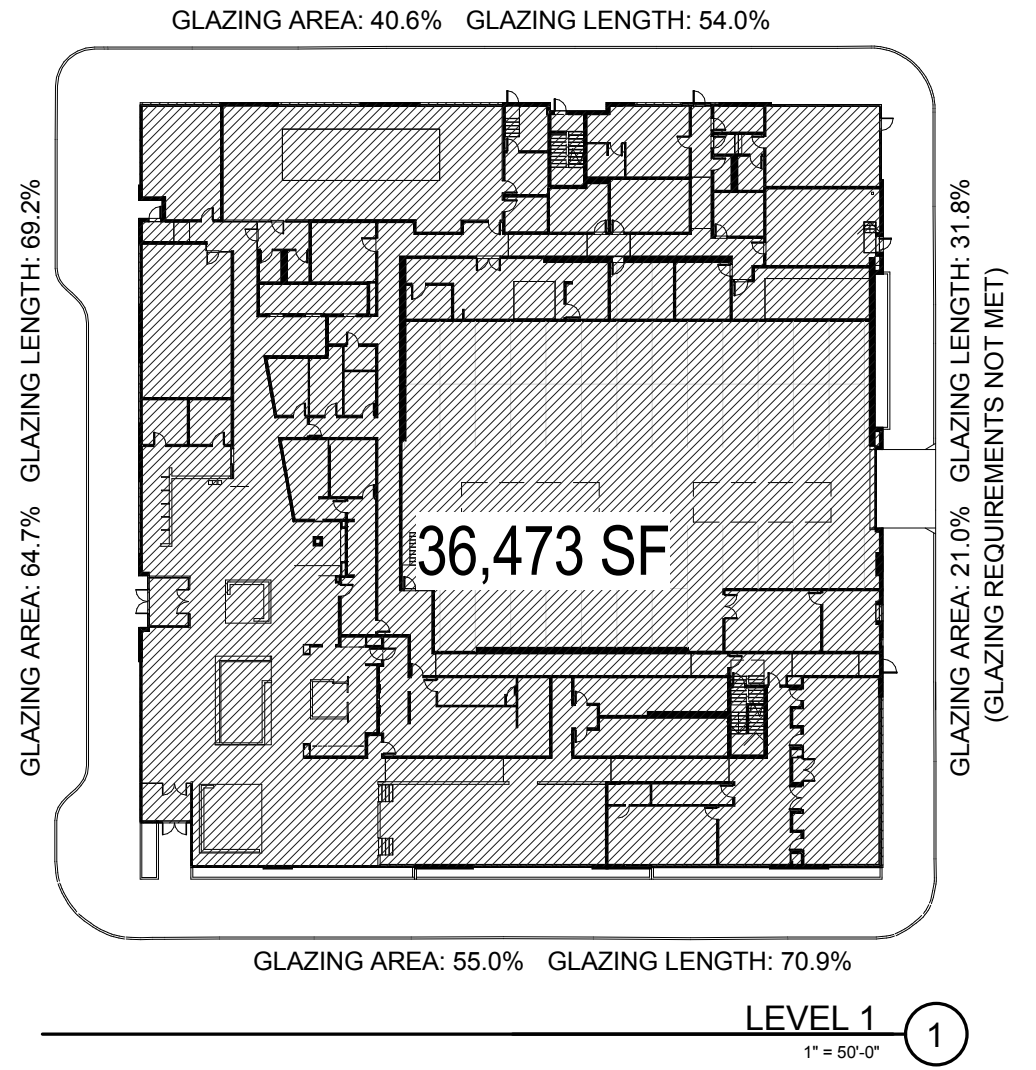 GLAZING AREA: 40.6% GLAZING LENGTH: 54.0%
GLAZING AREA: 64.7% GLAZING LENGTH: 69.2%
36,473 SF
GLAZING AREA: 21.0% GLAZING LENGTH: 31.8%
(GLAZING REQUIREMENTS NOT MET)
GLAZING AREA: 55.0% GLAZING LENGTH: 70.9%
LEVEL 1
1" = 50'-0"
1